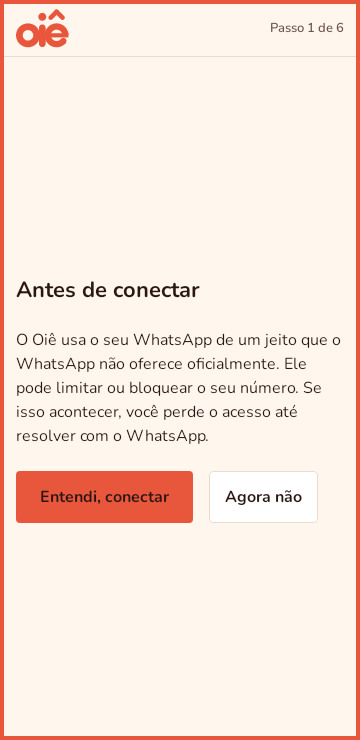 oiê
Passo 1 de 6
Antes de conectar
O Oiê usa o seu WhatsApp de um jeito que o
WhatsApp não oferece oficialmente. Ele
pode limitar ou bloquear o seu número. Se
isso acontecer, você perde o acesso até
resolver com o WhatsApp.
Entendi, conectar
Agora não